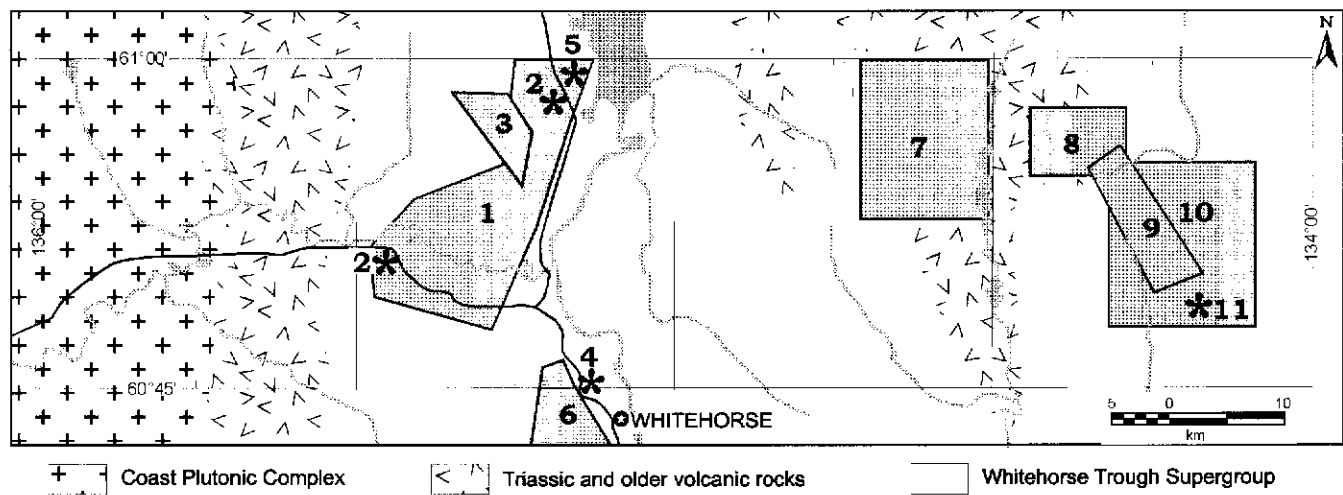 N
61°00'
5
2
3
7
8
1
10
9
136°00'
134°00'
2
11
4
60°45'
6
WHITEHORSE
5 0 10
km
Coast Plutonic Complex
Triassic and older volcanic rocks
Whitehorse Trough Supergroup